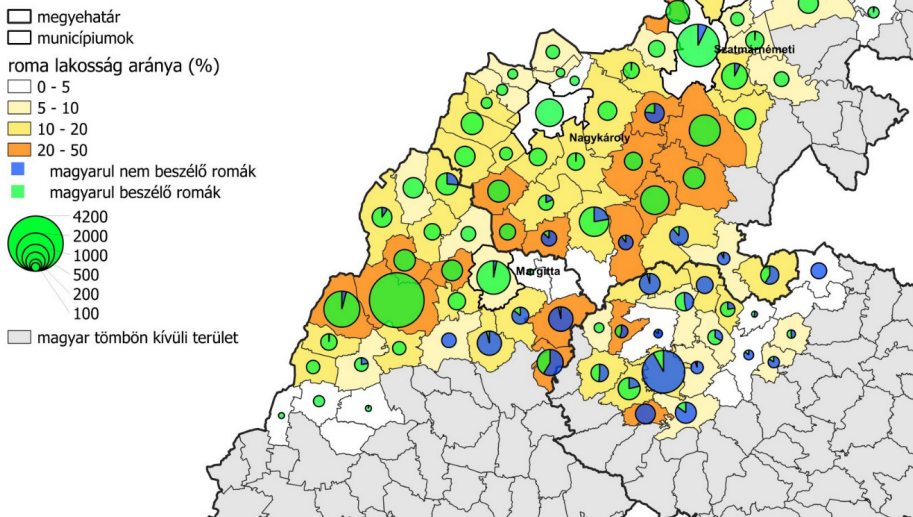 megyehatár
municípiumok
roma lakosság aránya (%)
0 - 5
5 - 10
10 - 20
20 - 50
magyarul nem beszélő romák
magyarul beszélő romák
4200
2000
1000
500
200
100
magyar tömbön kívüli terület
Szatmárnémeti
Nagykároly
Margitta